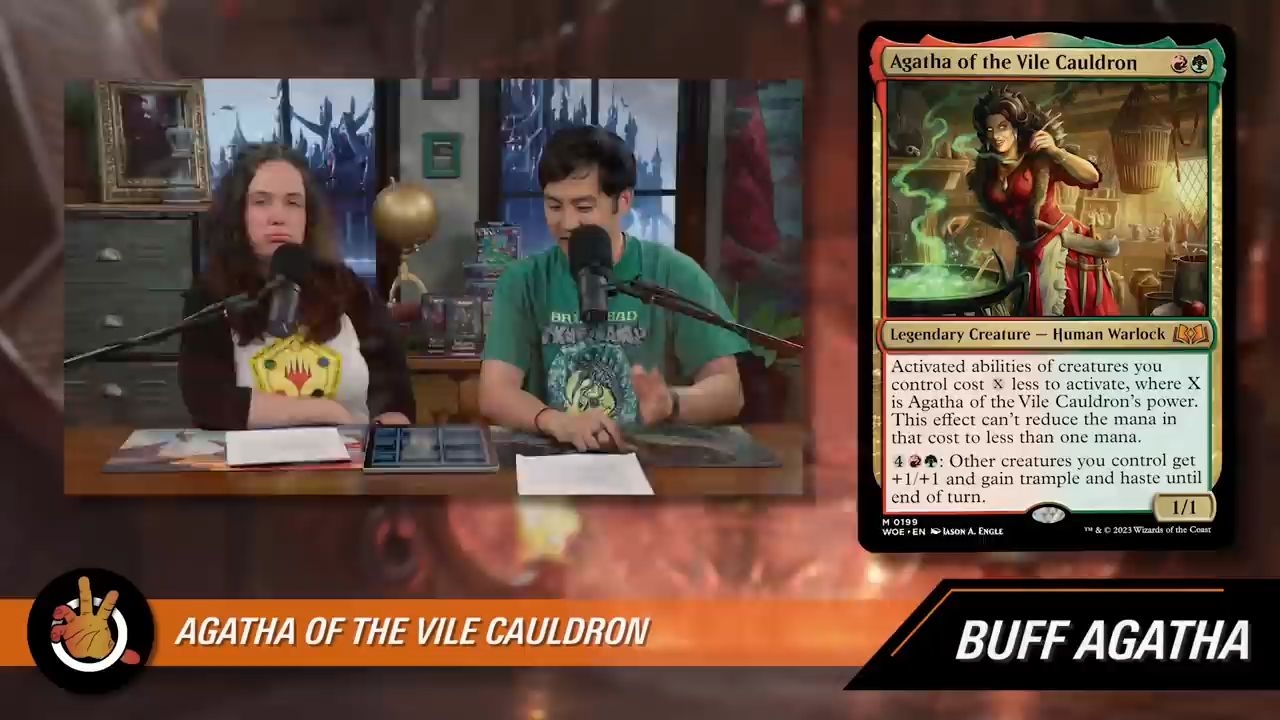 Agatha of the Vile Cauldron
Legendary Creature — Human Warlock
Activated abilities of creatures you
control cost X less to activate, where X
is Agatha of the Vile Cauldron's power.
This effect can't reduce the mana in
that cost to less than one mana.
4: Other creatures you control get
+1/+1 and gain trample and haste until
end of turn.
1/1
M 0199
WOE • EN JASON A. ENGLE
™ & © 2023 Wizards of the Coast
AGATHA OF THE VILE CAULDRON
BUFF AGATHA